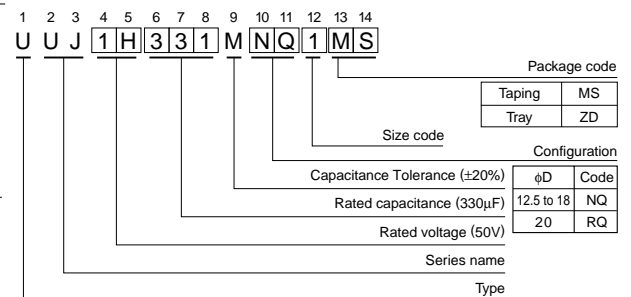 1 2 3 4 5 6 7 8 9 10 11 12 13 14
U U J 1 H 3 3 1 M N Q 1 M S
Package code
Taping MS
Tray ZD
Size code
Configuration
ϕD Code
12.5 to 18 NQ
20 RQ
Capacitance Tolerance (±20%)
Rated capacitance (330µF)
Rated voltage (50V)
Series name
Type